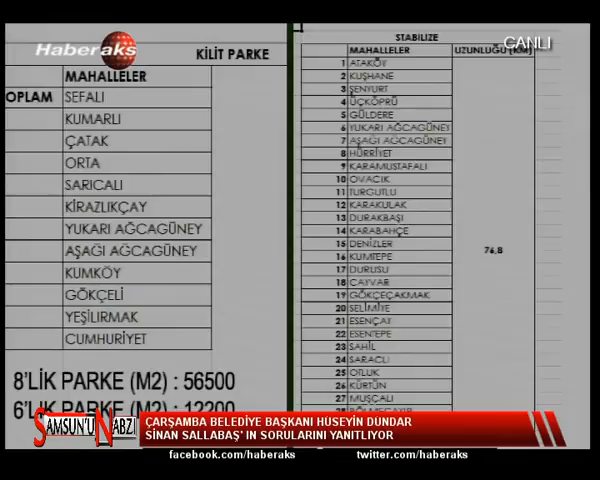 Haberaks
CANLI
KİLİT PARKE
MAHALLELER
OPLAM SEFALI
KUMARLI
ÇATAK
ORTA
SARICALI
KİRAZLIKÇAY
YUKARI AĞCAGÜNEY
AŞAĞI AĞCAGÜNEY
KUMKÖY
GÖKÇELİ
YEŞİLIRMAK
CUMHURİYET
8'LİK PARKE (M2) : 56500
6'LIK PARKE (M2) : 12200
STABILIZE
MAHALLELER UZUNLUĞU (KM)
1 ATAKÖY
2 KUŞHANE
3 ŞENYURT
4 ÜÇKÖPRÜ
5 GÜLDERE
6 YUKARI AĞCAGÜNEY
7 AŞAĞI AĞCAGÜNEY
8 HÜRRİYET
9 KARAMUSTAFALI
10 OVACIK
11 TURGUTLU
12 KARAKULAK
13 DURAKBAŞI
14 KARABAHÇE
15 DENİZLER
76,8
16 KUMTEPE
17 DURUSU
18 ÇAYVAR
19 GÖKÇEÇAKMAK
20 SELİMİYE
21 ESENÇAY
22 ESENTEPE
23 SAHİL
24 SARAÇLI
25 OTLUK
26 KÜRTÜN
27 MUŞÇALI
SAMSUN'UN NABZI
ÇARŞAMBA BELEDİYE BAŞKANI HÜSEYİN DÜNDAR
SİNAN SALLABAŞ' IN SORULARINI YANITLIYOR
facebook.com/haberaks twitter.com/haberaks